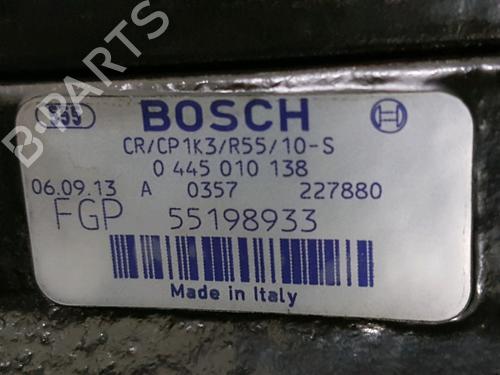 BOSCH
CR/CP1K3/R55/10-S
0 445 010 138
06.09.13 A 0357 227880
FGP 55198933
Made in Italy
B-PARTS